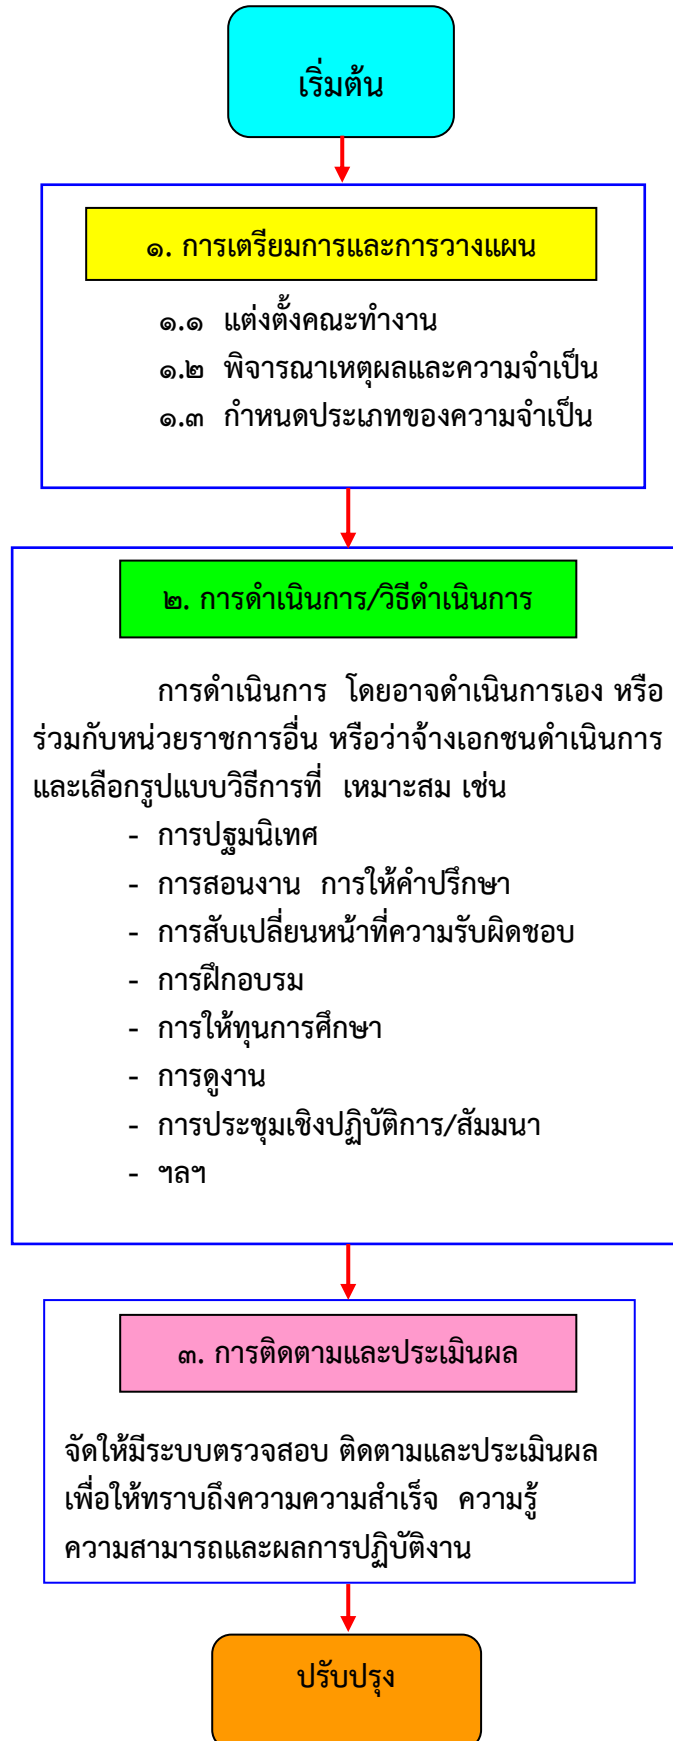 เริ่มต้น
๑. การเตรียมการและการวางแผน
๑.๑ แต่งตั้งคณะทำงาน
๑.๒ พิจารณาเหตุผลและความจำเป็น
๑.๓ กำหนดประเภทของความจำเป็น
๒. การดำเนินการ/วิธีดำเนินการ
การดำเนินการ โดยอาจดำเนินการเอง หรือ
ร่วมกับหน่วยราชการอื่น หรือว่าจ้างเอกชนดำเนินการ
และเลือกรูปแบบวิธีการที่ เหมาะสม เช่น
- การปฐมนิเทศ
- การสอนงาน การให้คำปรึกษา
- การสับเปลี่ยนหน้าที่ความรับผิดชอบ
- การฝึกอบรม
- การให้ทุนการศึกษา
- การดูงาน
- การประชุมเชิงปฏิบัติการ/สัมมนา
- ฯลฯ
๓. การติดตามและประเมินผล
จัดให้มีระบบตรวจสอบ ติดตามและประเมินผล
เพื่อให้ทราบถึงความความสำเร็จ ความรู้
ความสามารถและผลการปฏิบัติงาน
ปรับปรุง